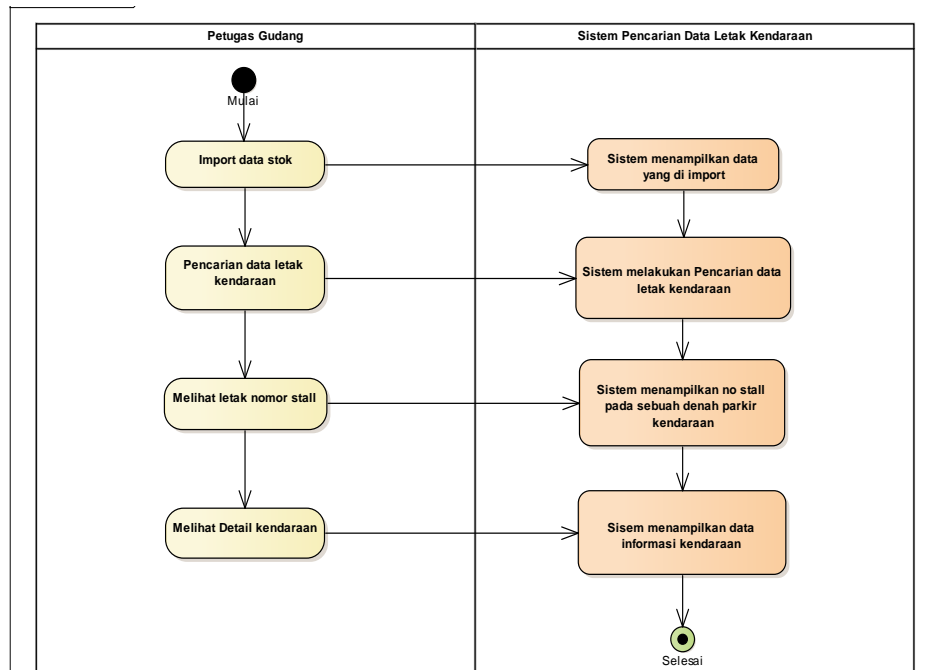 Petugas Gudang
Sistem Pencarian Data Letak Kendaraan
Mulai
Import data stok
Sistem menampilkan data
yang di import
Pencarian data letak
kendaraan
Sistem melakukan Pencarian data
letak kendaraan
Melihat letak nomor stall
Sistem menampilkan no stall
pada sebuah denah parkir
kendaraan
Melihat Detail kendaraan
Sisem menampilkan data
informasi kendaraan
Selesai